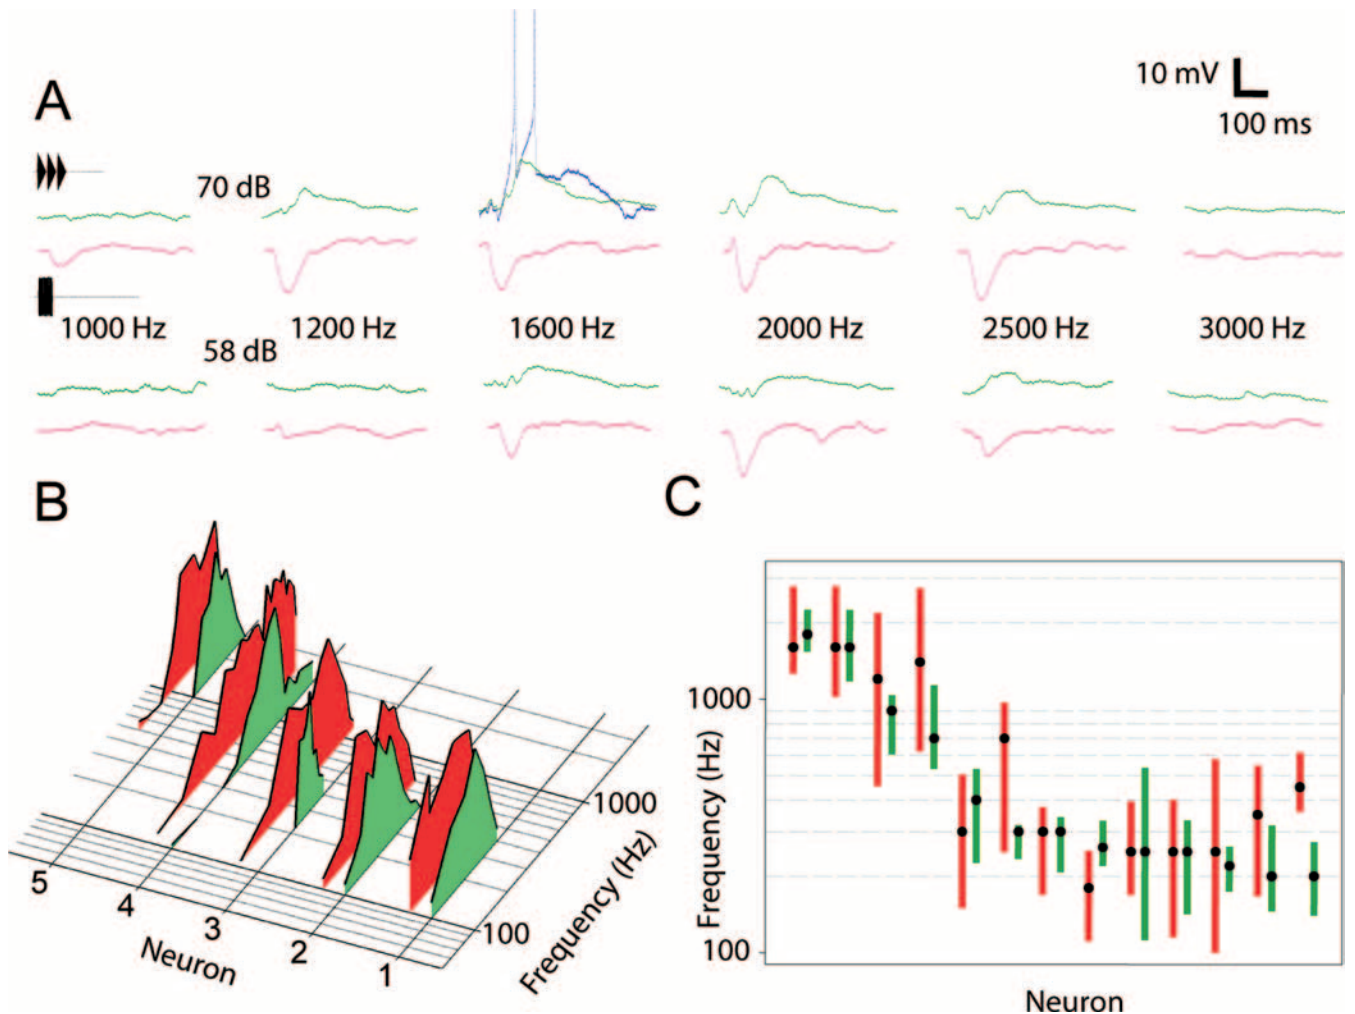 A
10 mV
100 ms
70 dB
1000 Hz
1200 Hz
1600 Hz
2000 Hz
2500 Hz
3000 Hz
58 dB
B
5
4
3
2
1
Neuron
100
1000
Frequency (Hz)
C
1000
100
Frequency (Hz)
Neuron